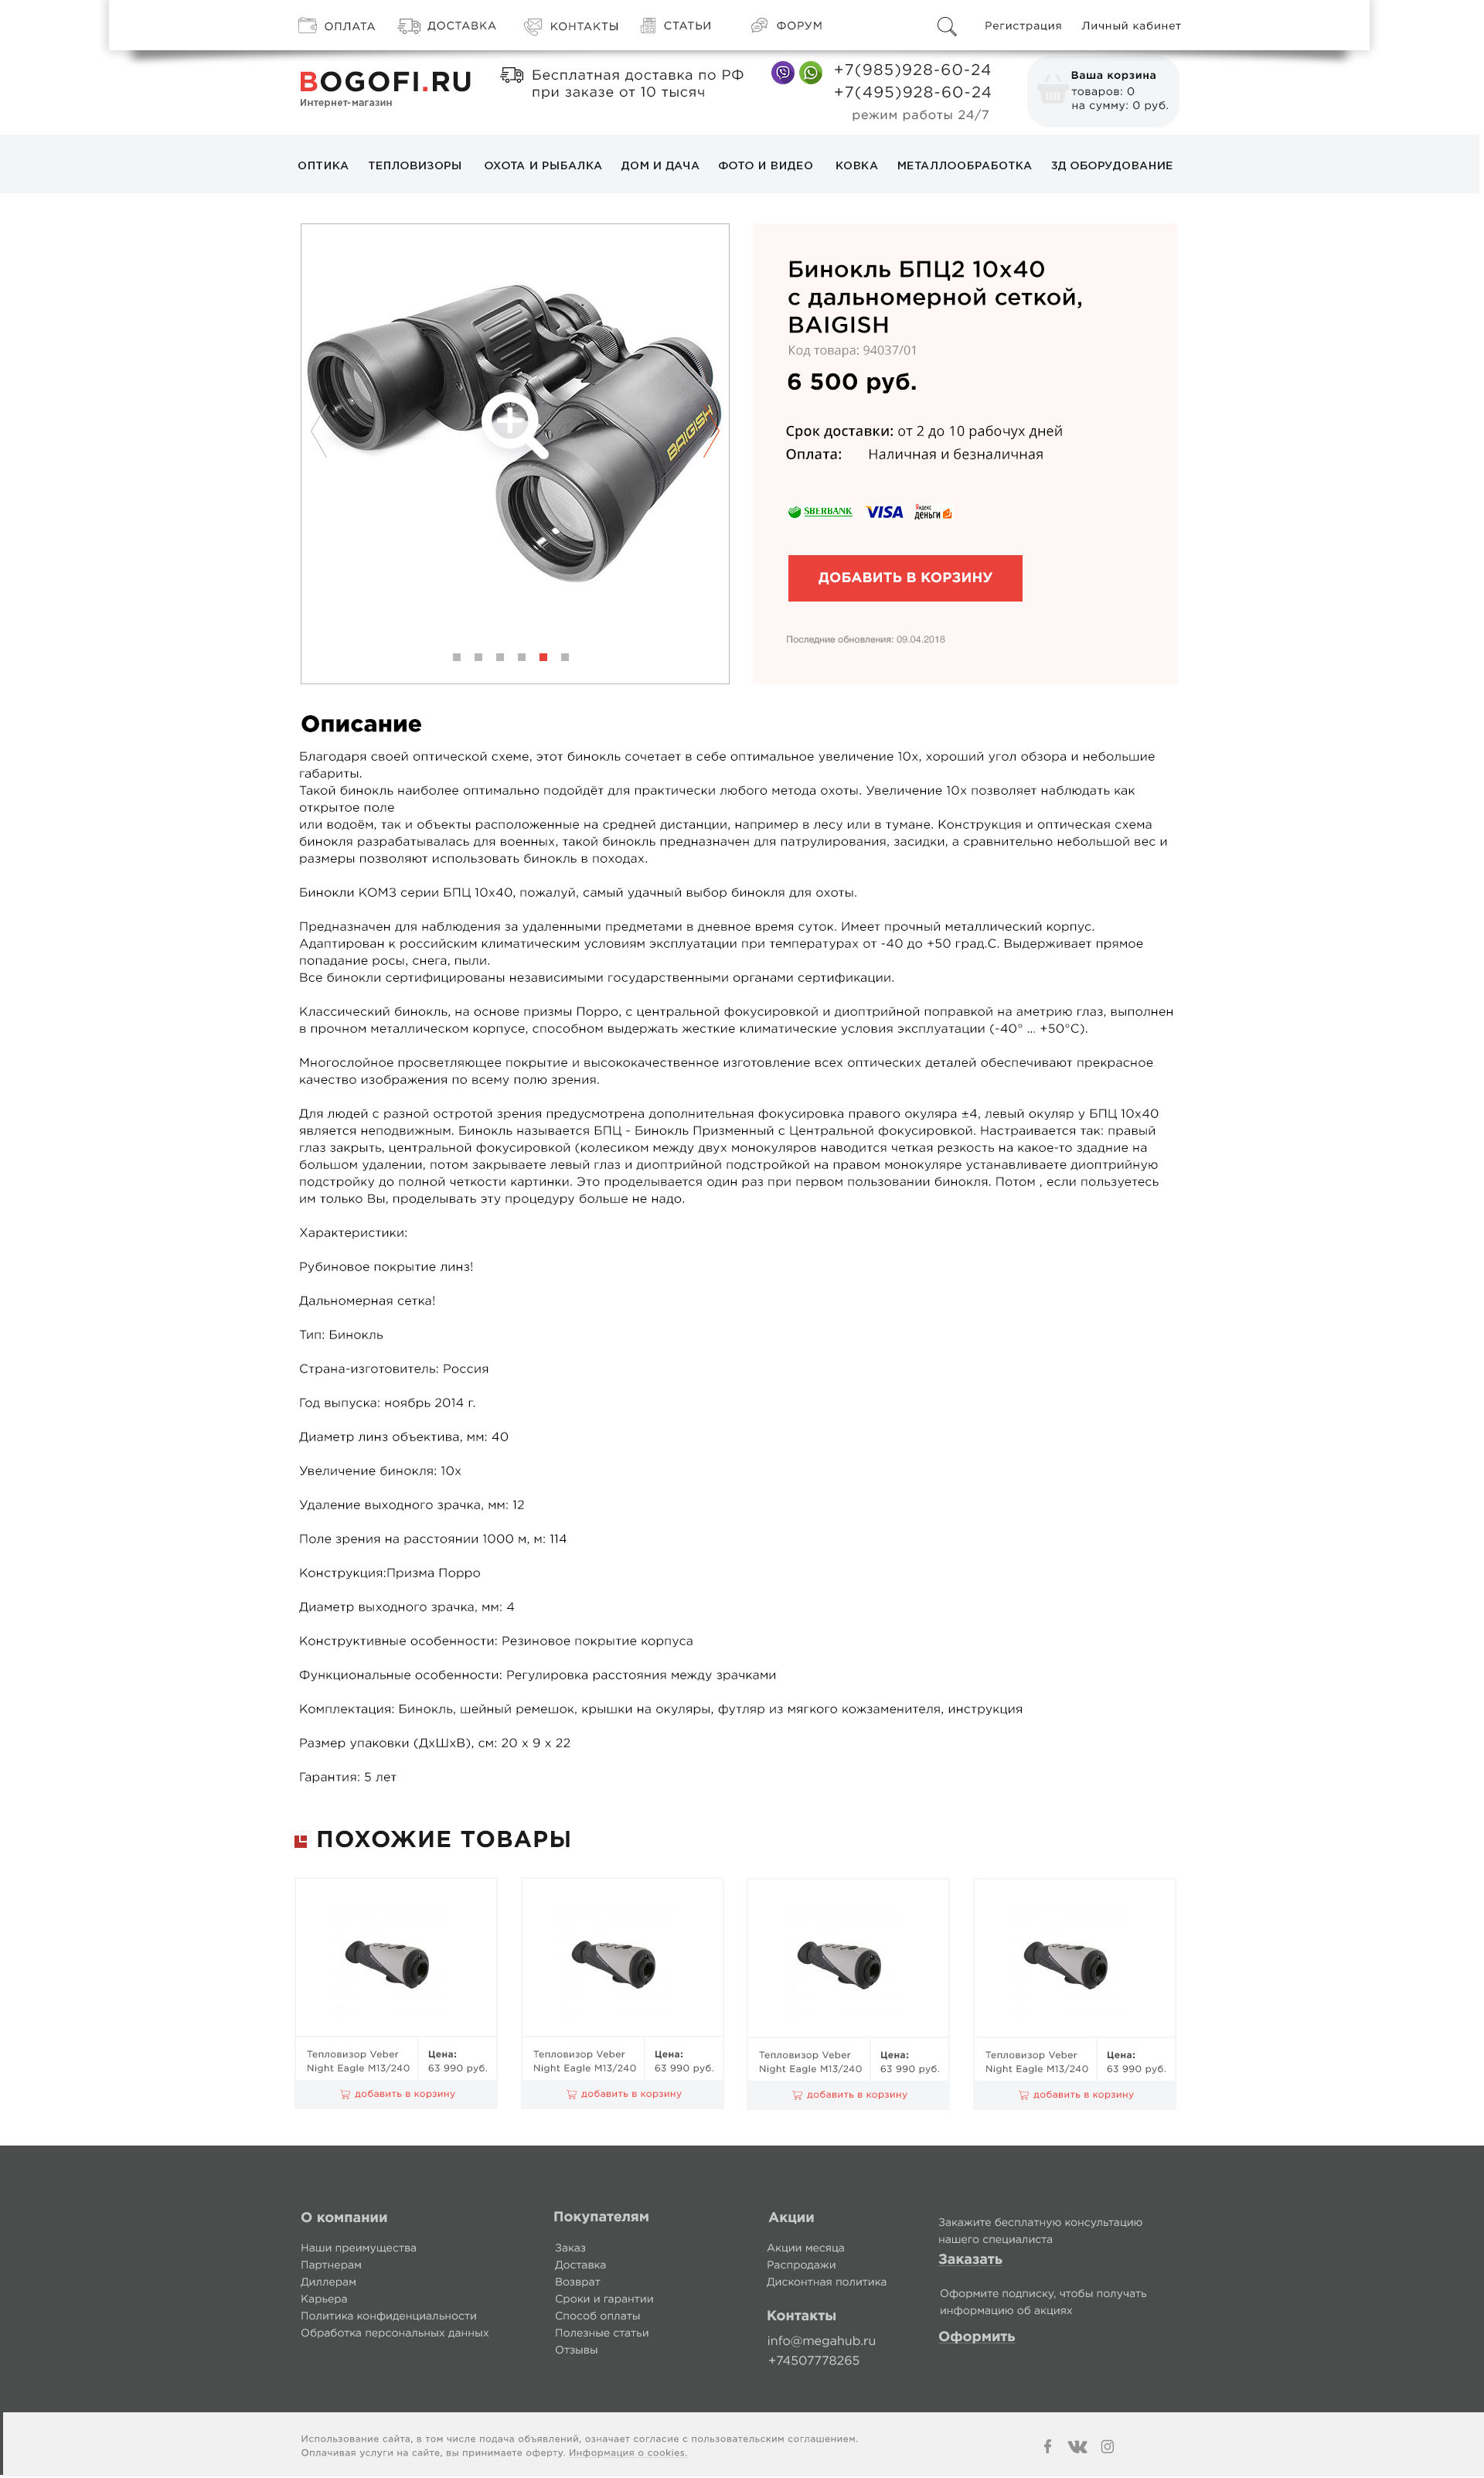 ОПЛАТА ДОСТАВКА КОНТАКТЫ СТАТЬИ ФОРУМ Регистрация Личный кабинет
BOGOFI.RU
Интернет-магазин
Бесплатная доставка по РФ
при заказе от 10 тысяч
+7(985)928-60-24
+7(495)928-60-24
режим работы 24/7
Ваша корзина
товаров: 0
на сумму: 0 руб.
ОПТИКА ТЕПЛОВИЗОРЫ ОХОТА И РЫБАЛКА ДОМ И ДАЧА ФОТО И ВИДЕО КОВКА МЕТАЛЛООБРАБОТКА 3Д ОБОРУДОВАНИЕ
BAIGISH
Бинокль БПЦ2 10х40
с дальномерной сеткой,
BAIGISH
Код товара: 94037/01
6 500 руб.
Срок доставки: от 2 до 10 рабочух дней
Оплата: Наличная и безналичная
SBERBANK VISA Яндекс деньги
ДОБАВИТЬ В КОРЗИНУ
Последние обновления: 09.04.2018
Описание
Благодаря своей оптической схеме, этот бинокль сочетает в себе оптимальное увеличение 10х, хороший угол обзора и небольшие
габариты.
Такой бинокль наиболее оптимально подойдёт для практически любого метода охоты. Увеличение 10х позволяет наблюдать как
открытое поле
или водоём, так и объекты расположенные на средней дистанции, например в лесу или в тумане. Конструкция и оптическая схема
бинокля разрабатывалась для военных, такой бинокль предназначен для патрулирования, засидки, а сравнительно небольшой вес и
размеры позволяют использовать бинокль в походах.
Бинокли КОМЗ серии БПЦ 10х40, пожалуй, самый удачный выбор бинокля для охоты.
Предназначен для наблюдения за удаленными предметами в дневное время суток. Имеет прочный металлический корпус.
Адаптирован к российским климатическим условиям эксплуатации при температурах от -40 до +50 град.С. Выдерживает прямое
попадание росы, снега, пыли.
Все бинокли сертифицированы независимыми государственными органами сертификации.
Классический бинокль, на основе призмы Порро, с центральной фокусировкой и диоптрийной поправкой на аметрию глаз, выполнен
в прочном металлическом корпусе, способном выдержать жесткие климатические условия эксплуатации (-40° ... +50°С).
Многослойное просветляющее покрытие и высококачественное изготовление всех оптических деталей обеспечивают прекрасное
качество изображения по всему полю зрения.
Для людей с разной остротой зрения предусмотрена дополнительная фокусировка правого окуляра ±4, левый окуляр у БПЦ 10х40
является неподвижным. Бинокль называется БПЦ - Бинокль Призменный с Центральной фокусировкой. Настраивается так: правый
глаз закрыть, центральной фокусировкой (колесиком между двух монокуляров наводится четкая резкость на какое-то здадние на
большом удалении, потом закрываете левый глаз и диоптрийной подстройкой на правом монокуляре устанавливаете диоптрийную
подстройку до полной четкости картинки. Это проделывается один раз при первом пользовании бинокля. Потом , если пользуетесь
им только Вы, проделывать эту процедуру больше не надо.
Характеристики:
Рубиновое покрытие линз!
Дальномерная сетка!
Тип: Бинокль
Страна-изготовитель: Россия
Год выпуска: ноябрь 2014 г.
Диаметр линз объектива, мм: 40
Увеличение бинокля: 10х
Удаление выходного зрачка, мм: 12
Поле зрения на расстоянии 1000 м, м: 114
Конструкция:Призма Порро
Диаметр выходного зрачка, мм: 4
Конструктивные особенности: Резиновое покрытие корпуса
Функциональные особенности: Регулировка расстояния между зрачками
Комплектация: Бинокль, шейный ремешок, крышки на окуляры, футляр из мягкого кожзаменителя, инструкция
Размер упаковки (ДхШхВ), см: 20 х 9 х 22
Гарантия: 5 лет
ПОХОЖИЕ ТОВАРЫ
Тепловизор Veber Цена: Тепловизор Veber Цена: Тепловизор Veber Цена: Тепловизор Veber Цена:
Night Eagle M13/240 63 990 руб. Night Eagle M13/240 63 990 руб. Night Eagle M13/240 63 990 руб. Night Eagle M13/240 63 990 руб.
добавить в корзину добавить в корзину добавить в корзину добавить в корзину
О компании
Наши преимущества
Партнерам
Диллерам
Карьера
Политика конфиденциальности
Обработка персональных данных
Покупателям
Заказ
Доставка
Возврат
Сроки и гарантии
Способ оплаты
Полезные статьи
Отзывы
Акции
Акции месяца
Распродажи
Дисконтная политика
Контакты
info@megahub.ru
+74507778265
Закажите бесплатную консультацию
нашего специалиста
Заказать
Оформите подписку, чтобы получать
информацию об акциях
Оформить
Использование сайта, в том числе подача объявлений, означает согласие с пользовательским соглашением.
Оплачивая услуги на сайте, вы принимаете оферту. Информация о cookies.